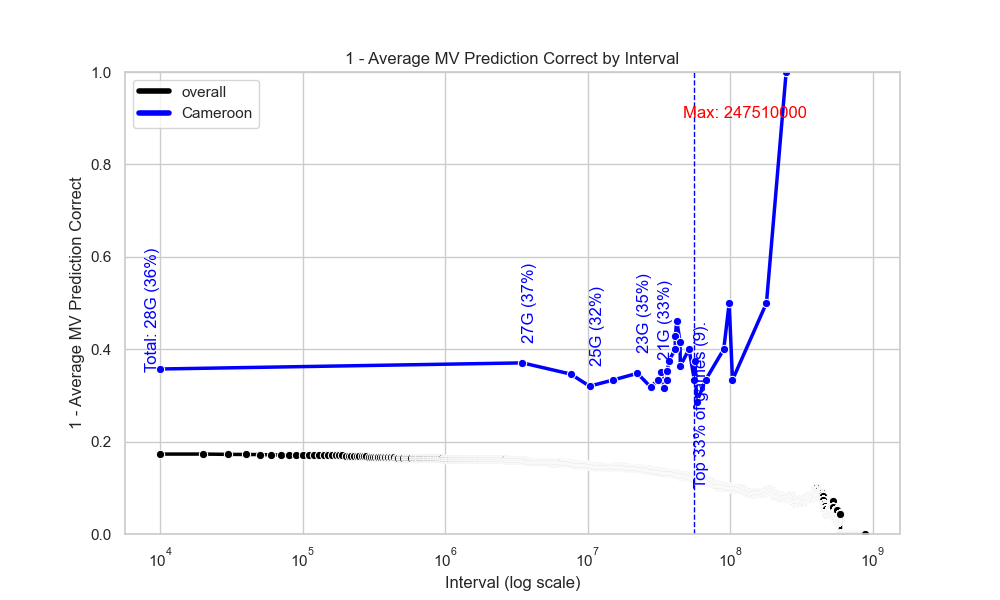 1 - Average MV Prediction Correct by Interval
overall
Cameroon
Max: 247510000
Total: 28G (36%)
27G (37%)
25G (32%)
23G (35%)
21G (33%)
Top 33% of games (9).
1 - Average MV Prediction Correct
1.0
0.8
0.6
0.4
0.2
0.0
10^4 10^5 10^6 10^7 10^8 10^9
Interval (log scale)